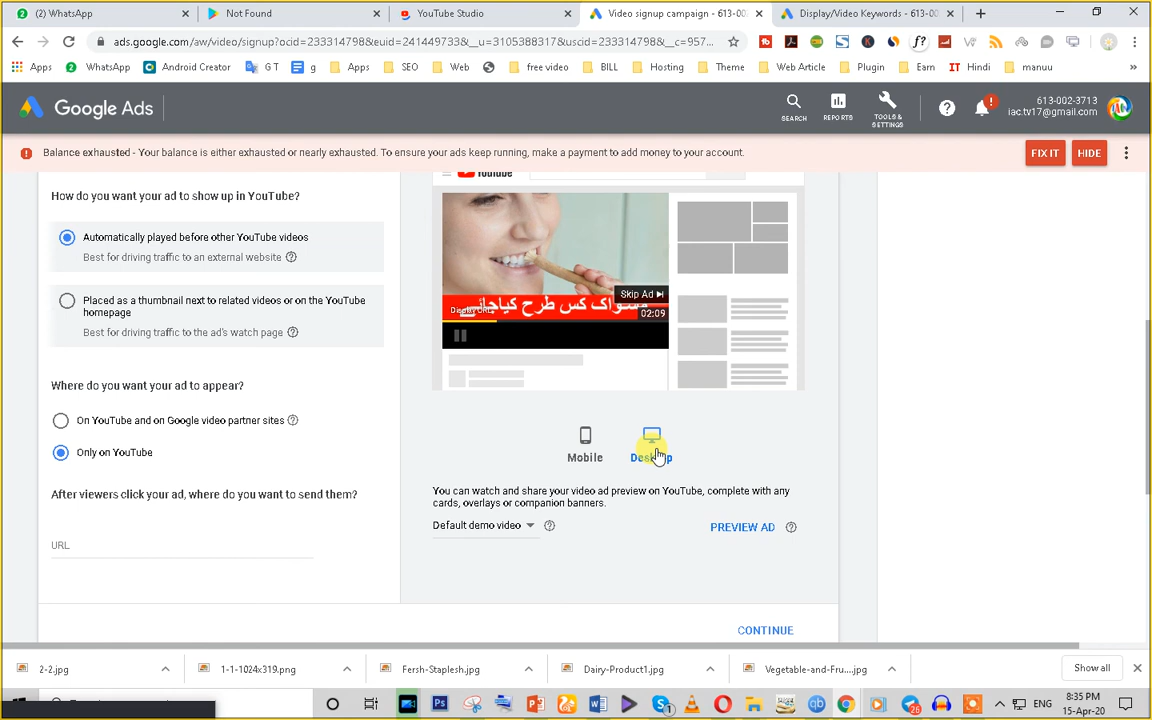 (2) WhatsApp
Not Found
YouTube Studio
Video signup campaign - 613-00
Display/Video Keywords - 613-00
ads.google.com/aw/video/signup?ocid=233314798&euid=241449733&__u=3105388317&uscid=233314798&__c=957...
Apps
WhatsApp
Android Creator
G T
g
Apps
SEO
Web
free video
BILL
Hosting
Theme
Web Article
Plugin
Earn
IT Hindi
manuu
Google Ads
SEARCH
REPORTS
TOOLS & SETTINGS
613-002-3713
iac.tv17@gmail.com
Balance exhausted - Your balance is either exhausted or nearly exhausted. To ensure your ads keep running, make a payment to add money to your account.
FIX IT
HIDE
How do you want your ad to show up in YouTube?
Automatically played before other YouTube videos
Best for driving traffic to an external website
Placed as a thumbnail next to related videos or on the YouTube
homepage
Best for driving traffic to the ad's watch page
Where do you want your ad to appear?
On YouTube and on Google video partner sites
Only on YouTube
After viewers click your ad, where do you want to send them?
URL
YouTube
Skip Ad
مسواک کس طرح کیاجائے
Display URL
02:09
Mobile
Desktop
You can watch and share your video ad preview on YouTube, complete with any
cards, overlays or companion banners.
Default demo video
PREVIEW AD
CONTINUE
2-2.jpg
1-1-1024x319.png
Fersh-Staplesh.jpg
Dairy-Product1.jpg
Vegetable-and-Fru....jpg
Show all
ENG
8:35 PM
15-Apr-20